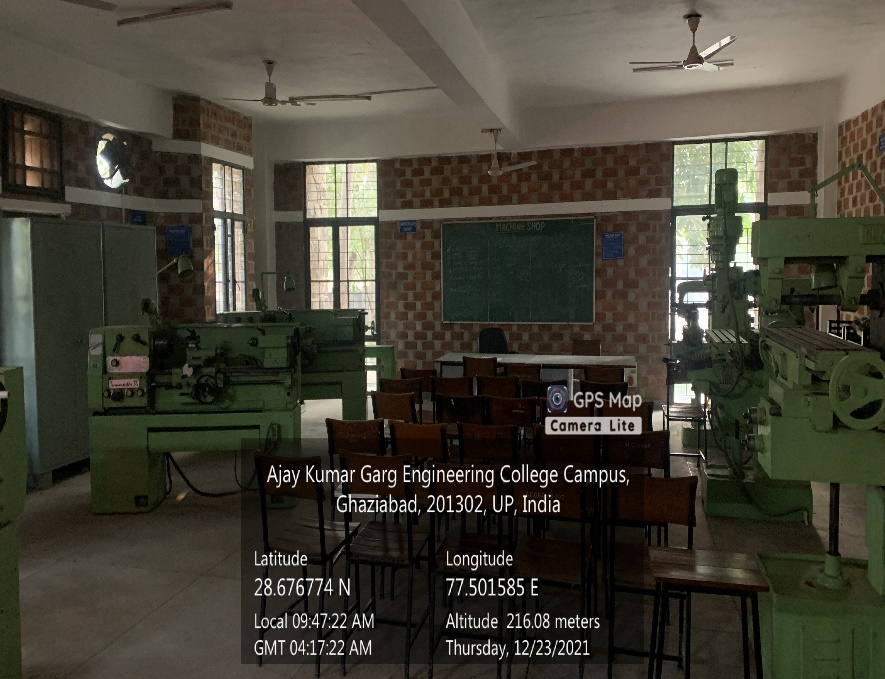 MACHINE SHOP
GPS Map
Camera Lite
Ajay Kumar Garg Engineering College Campus,
Ghaziabad, 201302, UP, India
Latitude
28.676774 N
Longitude
77.501585 E
Local 09:47:22 AM
GMT 04:17:22 AM
Altitude 216.08 meters
Thursday, 12/23/2021